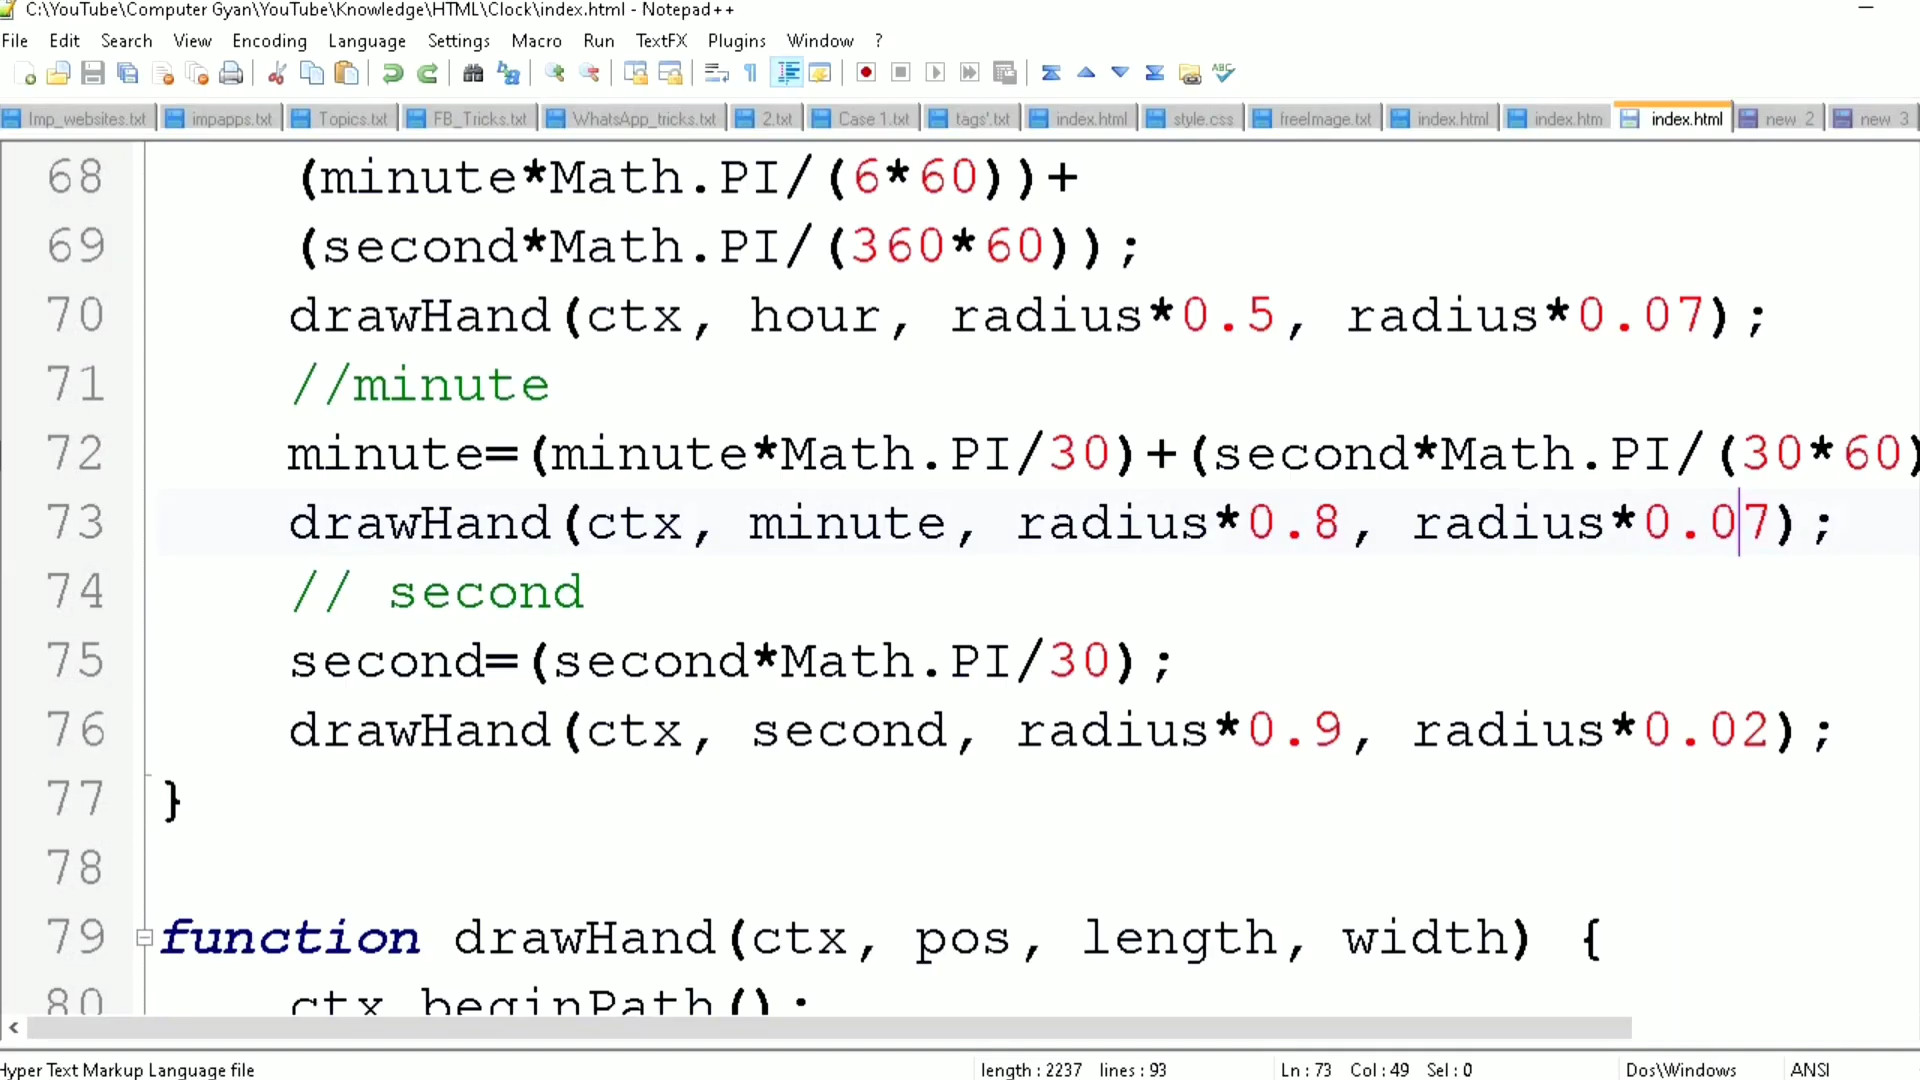 C:\YouTube\Computer Gyan\YouTube\Knowledge\HTML\Clock\index.html - Notepad++
File Edit Search View Encoding Language Settings Macro Run TextFX Plugins Window ?
Imp_websites.txt impapps.txt Topics.txt FB_Tricks.txt WhatsApp_tricks.txt 2.txt Case 1.txt tags'.txt index.html style.css freeImage.txt index.html index.htm index.html new 2 new 3
68 (minute*Math.PI/(6*60))+
69 (second*Math.PI/(360*60));
70 drawHand(ctx, hour, radius*0.5, radius*0.07);
71 //minute
72 minute=(minute*Math.PI/30)+(second*Math.PI/(30*60)
73 drawHand(ctx, minute, radius*0.8, radius*0.07);
74 // second
75 second=(second*Math.PI/30);
76 drawHand(ctx, second, radius*0.9, radius*0.02);
77 }
78
79 function drawHand(ctx, pos, length, width) {
80 ctx.beginPath();
Hyper Text Markup Language file length : 2237 lines : 93 Ln : 73 Col : 49 Sel : 0 Dos\Windows ANSI